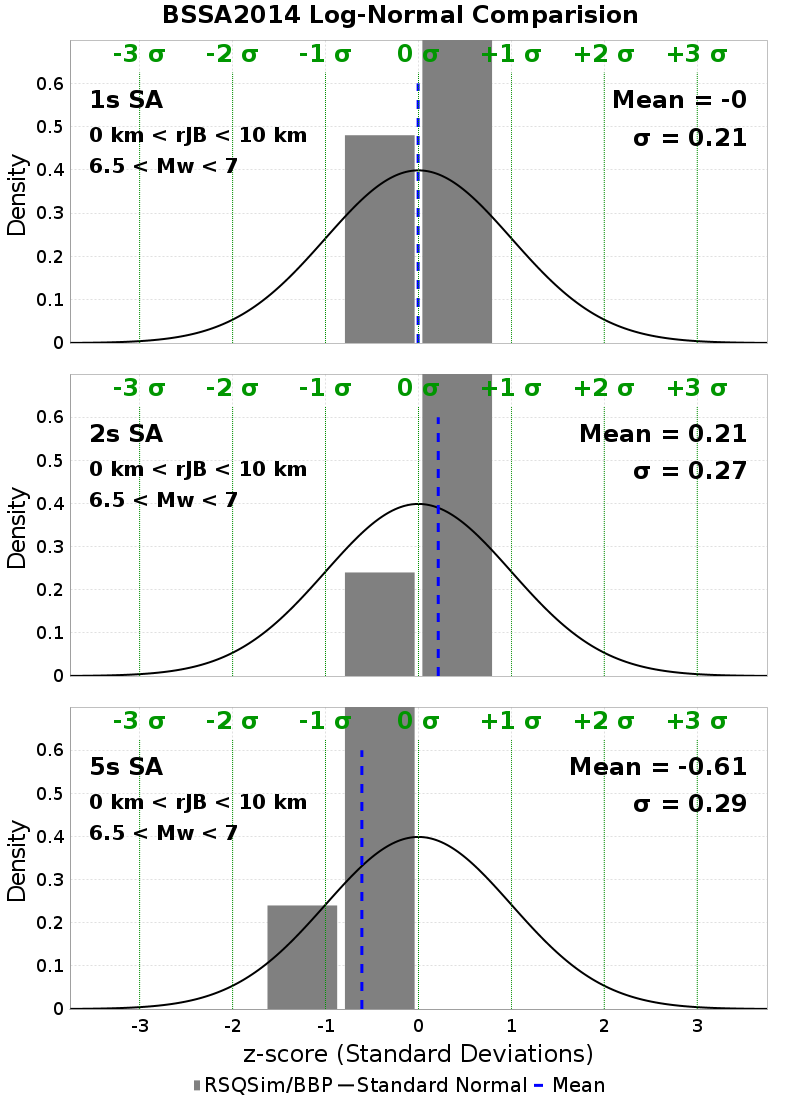 BSSA2014 Log-Normal Comparision
-3 σ -2 σ -1 σ 0 σ +1 σ +2 σ +3 σ
1s SA
0 km < rJB < 10 km
6.5 < Mw < 7
Mean = -0
σ = 0.21
Density
0.6
0.5
0.4
0.3
0.2
0.1
0
-3 σ -2 σ -1 σ 0 σ +1 σ +2 σ +3 σ
2s SA
0 km < rJB < 10 km
6.5 < Mw < 7
Mean = 0.21
σ = 0.27
Density
0.6
0.5
0.4
0.3
0.2
0.1
0
-3 σ -2 σ -1 σ 0 σ +1 σ +2 σ +3 σ
5s SA
0 km < rJB < 10 km
6.5 < Mw < 7
Mean = -0.61
σ = 0.29
Density
0.6
0.5
0.4
0.3
0.2
0.1
0
-3 -2 -1 0 1 2 3
z-score (Standard Deviations)
RSQSim/BBP Standard Normal Mean